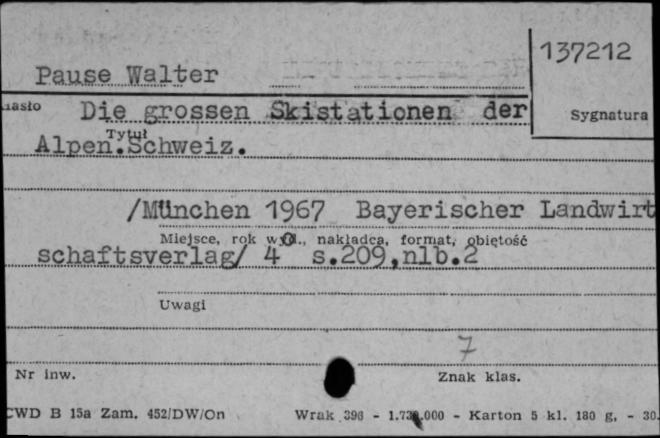 137212
Pause Walter
Hasło Die grossen Skistationen der
Sygnatura
Tytuł
Alpen.Schweiz.
/München 1967 Bayerischer Landwirt
Miejsce, rok wyd., nakładca, format, objętość
schaftsverlag/ 4 s.209,nlb.2
Uwagi
7
Nr inw.
Znak klas.
CWD B 15a Zam. 452/DW/On Wrak 396 - 1.730.000 - Karton 5 kl. 180 g, - 30.